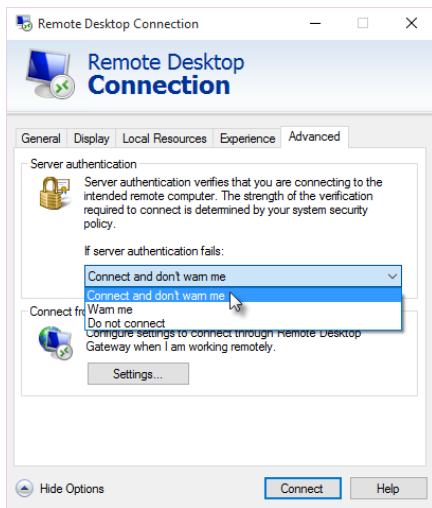 Remote Desktop Connection
Remote Desktop
Connection
General Display Local Resources Experience Advanced
Server authentication
Server authentication verifies that you are connecting to the
intended remote computer. The strength of the verification
required to connect is determined by your system security
policy.
If server authentication fails:
Connect and don't warn me
Connect and don't warn me
Connect fr
Warn me
Do not connect
Configure settings to connect through Remote Desktop
Gateway when I am working remotely.
Settings...
Hide Options
Connect
Help